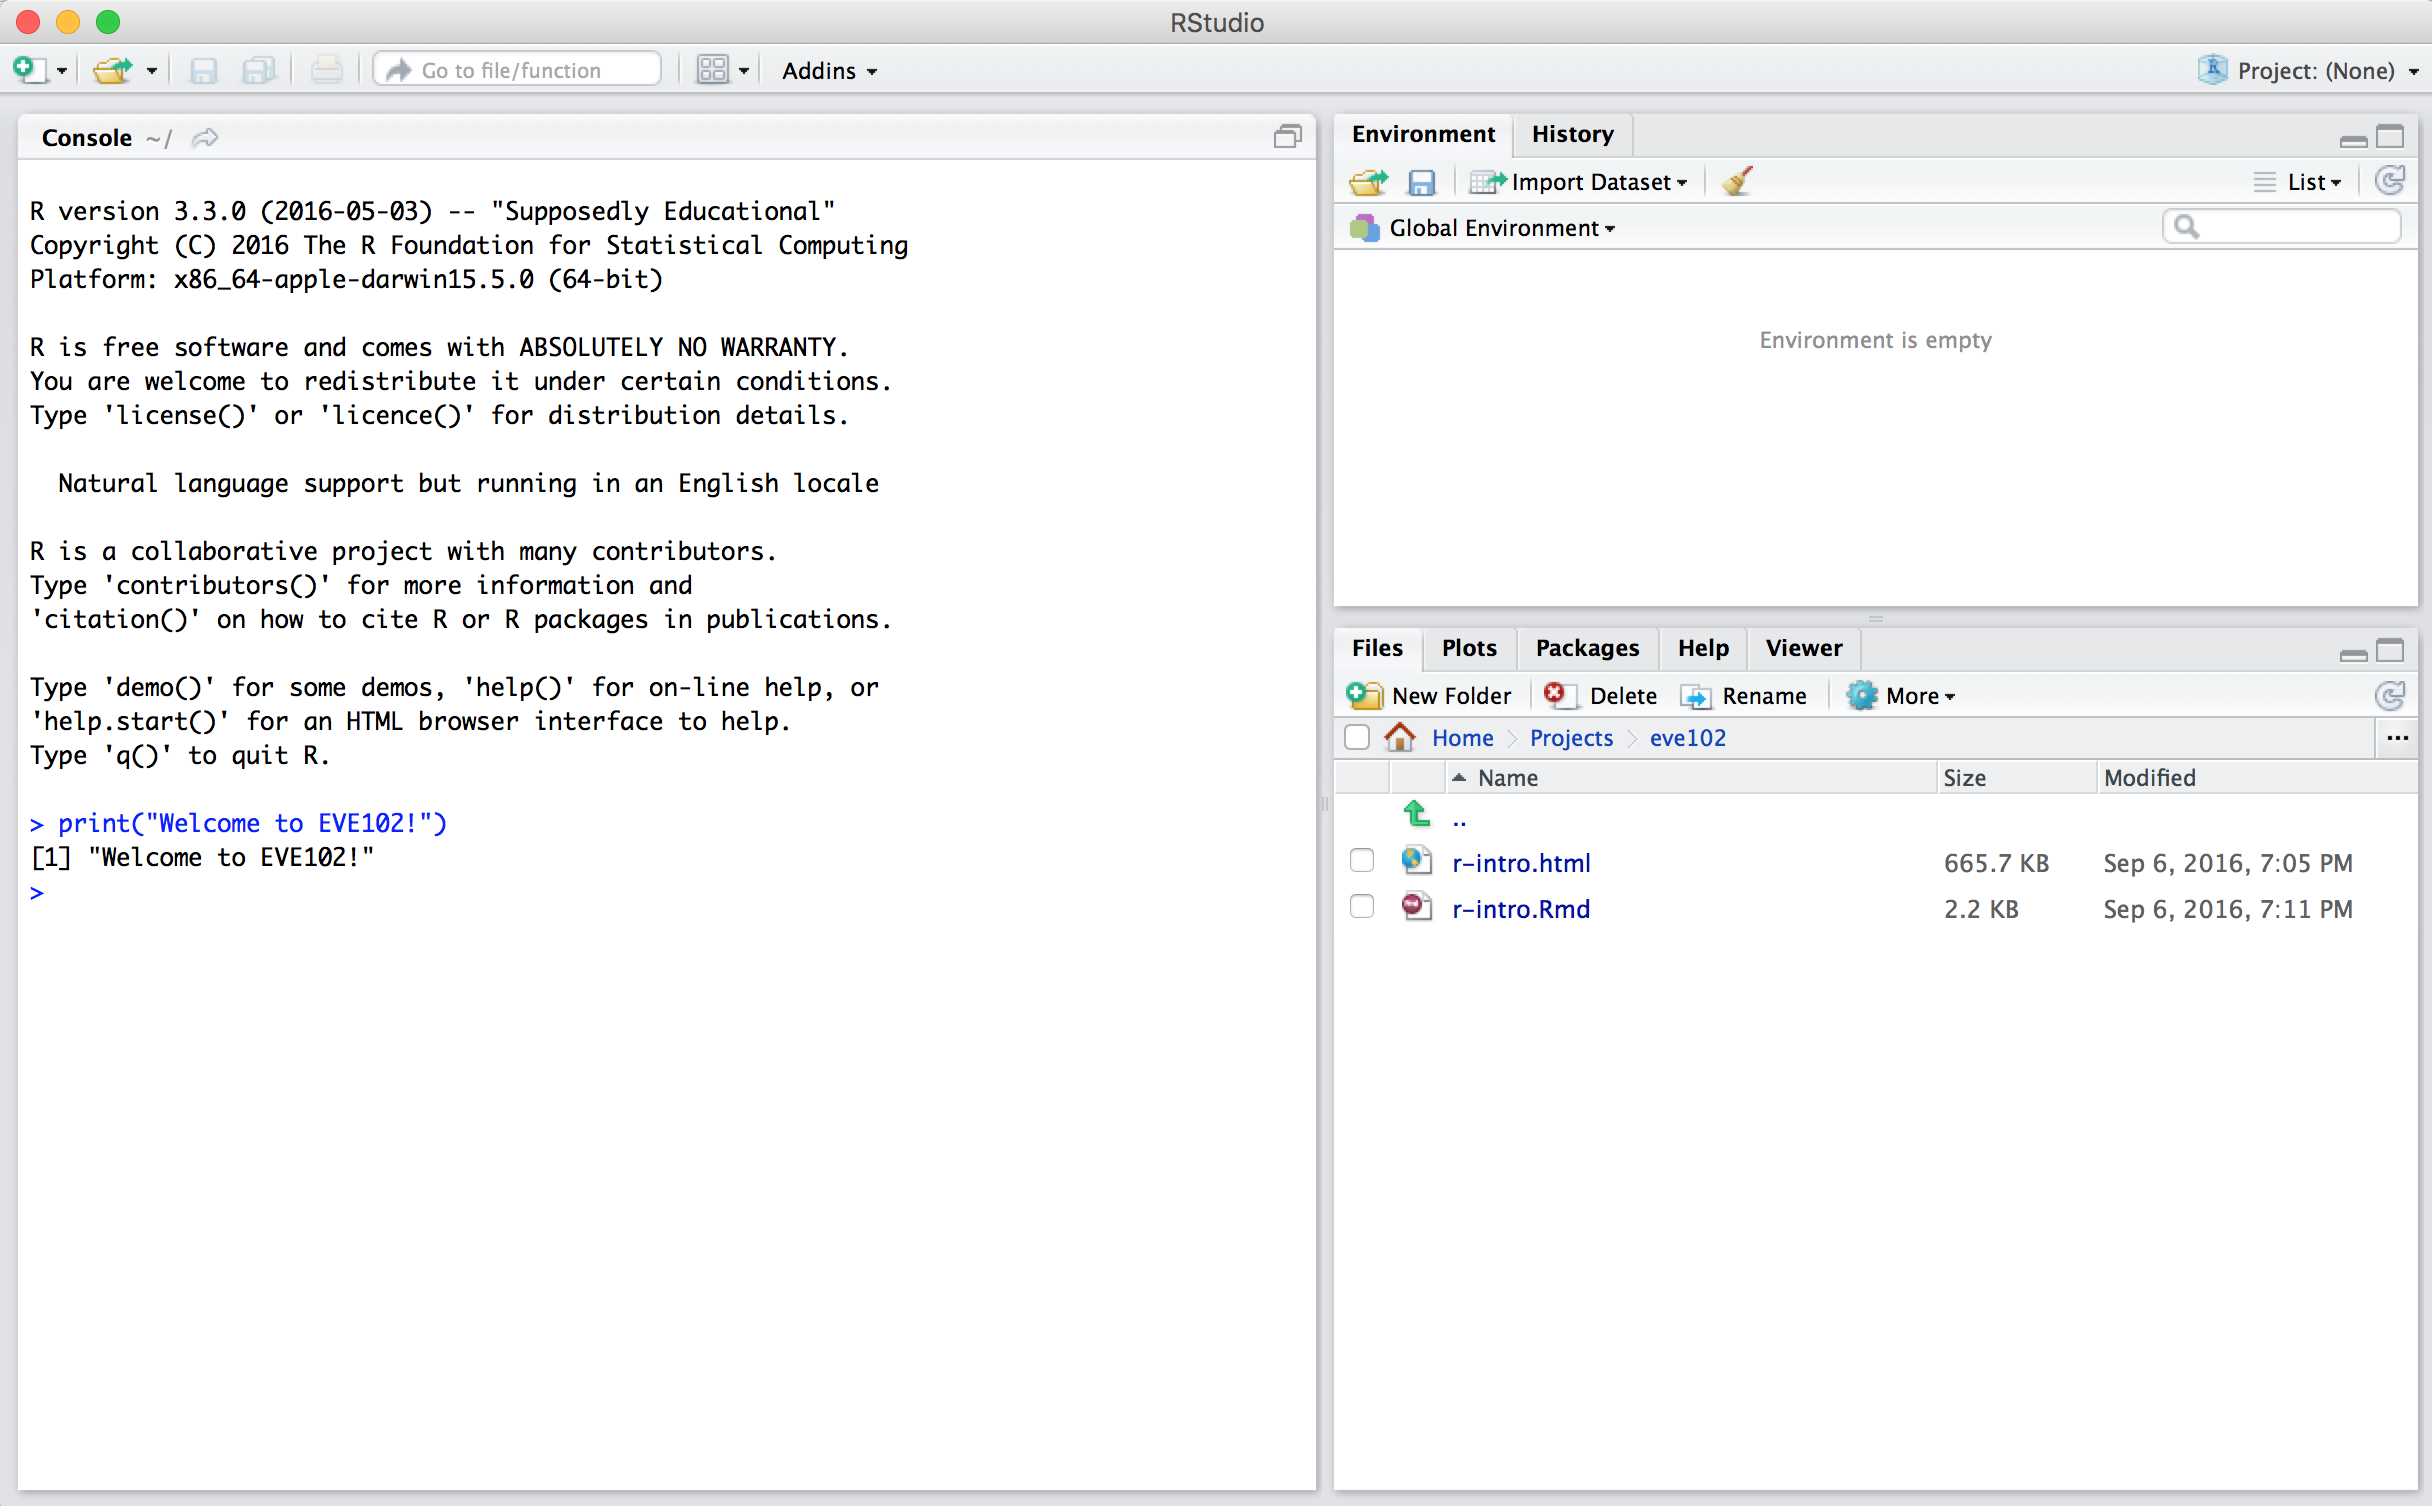 RStudio
Go to file/function
Addins
Project: (None)
Console ~/
R version 3.3.0 (2016-05-03) -- "Supposedly Educational"
Copyright (C) 2016 The R Foundation for Statistical Computing
Platform: x86_64-apple-darwin15.5.0 (64-bit)
R is free software and comes with ABSOLUTELY NO WARRANTY.
You are welcome to redistribute it under certain conditions.
Type 'license()' or 'licence()' for distribution details.
Natural language support but running in an English locale
R is a collaborative project with many contributors.
Type 'contributors()' for more information and
'citation()' on how to cite R or R packages in publications.
Type 'demo()' for some demos, 'help()' for on-line help, or
'help.start()' for an HTML browser interface to help.
Type 'q()' to quit R.
> print("Welcome to EVE102!")
[1] "Welcome to EVE102!"
>
Environment History
Import Dataset List
Global Environment
Environment is empty
Files Plots Packages Help Viewer
New Folder Delete Rename More
Home Projects eve102 ...
Name Size Modified
..
r-intro.html 665.7 KB Sep 6, 2016, 7:05 PM
r-intro.Rmd 2.2 KB Sep 6, 2016, 7:11 PM